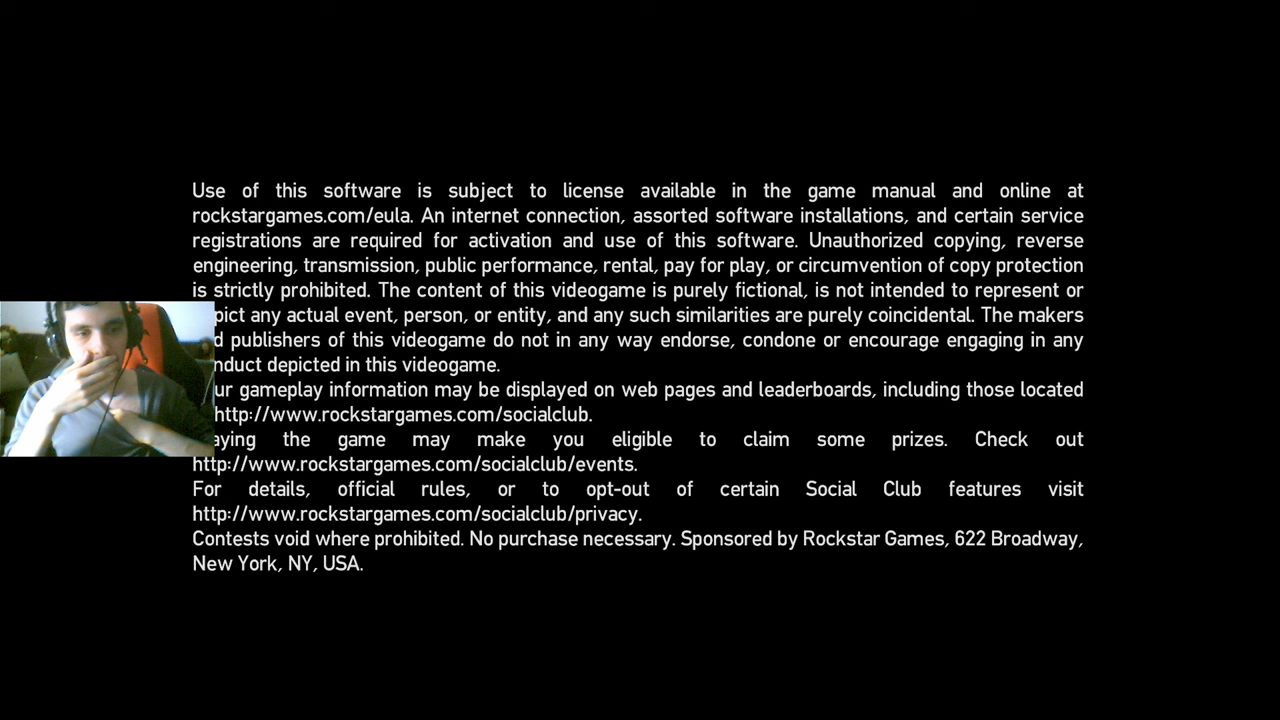 Use of this software is subject to license available in the game manual and online at
rockstargames.com/eula. An internet connection, assorted software installations, and certain service
registrations are required for activation and use of this software. Unauthorized copying, reverse
engineering, transmission, public performance, rental, pay for play, or circumvention of copy protection
is strictly prohibited. The content of this videogame is purely fictional, is not intended to represent or
pict any actual event, person, or entity, and any such similarities are purely coincidental. The makers
d publishers of this videogame do not in any way endorse, condone or encourage engaging in any
nduct depicted in this videogame.
ur gameplay information may be displayed on web pages and leaderboards, including those located
http://www.rockstargames.com/socialclub.
aying the game may make you eligible to claim some prizes. Check out
http://www.rockstargames.com/socialclub/events.
For details, official rules, or to opt-out of certain Social Club features visit
http://www.rockstargames.com/socialclub/privacy.
Contests void where prohibited. No purchase necessary. Sponsored by Rockstar Games, 622 Broadway,
New York, NY, USA.